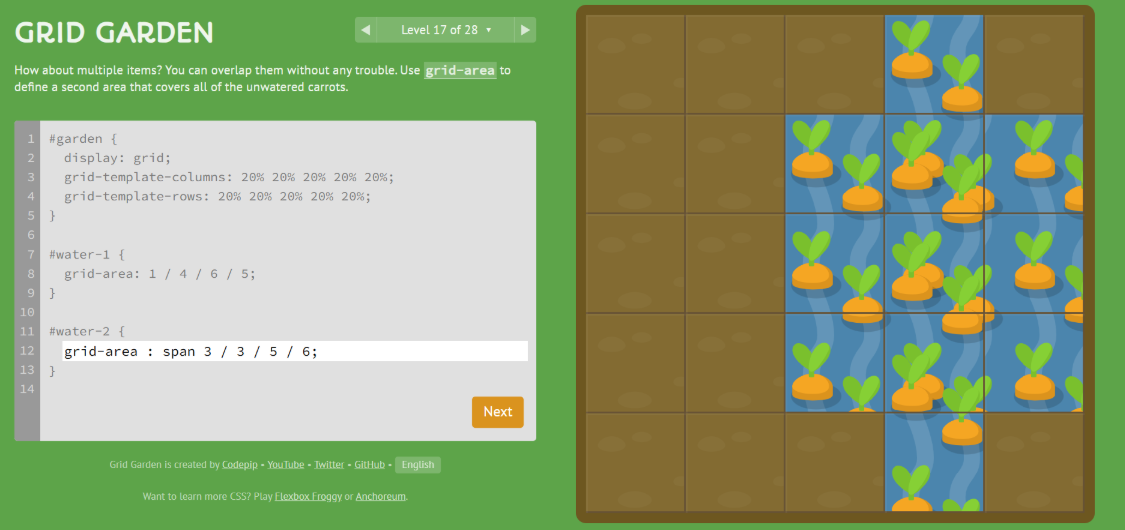 GRID GARDEN
◀ Level 17 of 28 ▾ ▶
How about multiple items? You can overlap them without any trouble. Use grid-area to
define a second area that covers all of the unwatered carrots.
1 #garden {
2 display: grid;
3 grid-template-columns: 20% 20% 20% 20% 20%;
4 grid-template-rows: 20% 20% 20% 20% 20%;
5 }
6
7 #water-1 {
8 grid-area: 1 / 4 / 6 / 5;
9 }
10
11 #water-2 {
12 grid-area : span 3 / 3 / 5 / 6;
13 }
14
Next
Grid Garden is created by Codepip • YouTube • Twitter • GitHub • English
Want to learn more CSS? Play Flexbox Froggy or Anchoreum.